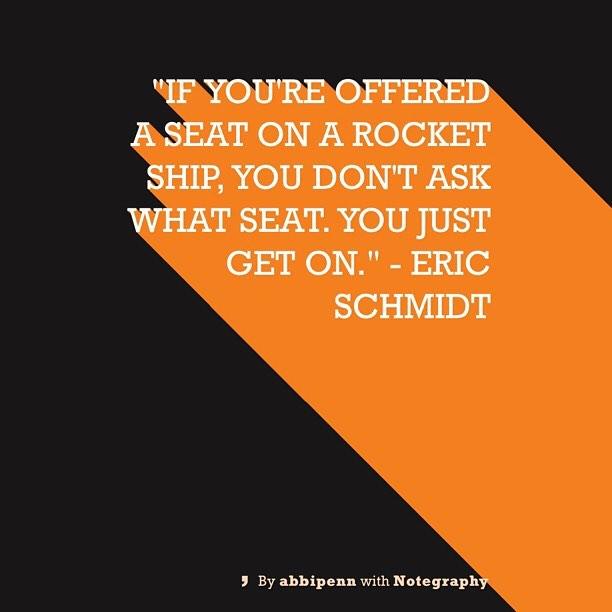 "IF YOU'RE OFFERED
A SEAT ON A ROCKET
SHIP, YOU DON'T ASK
WHAT SEAT. YOU JUST
GET ON." - ERIC
SCHMIDT
❜ By abbipenn with Notegraphy